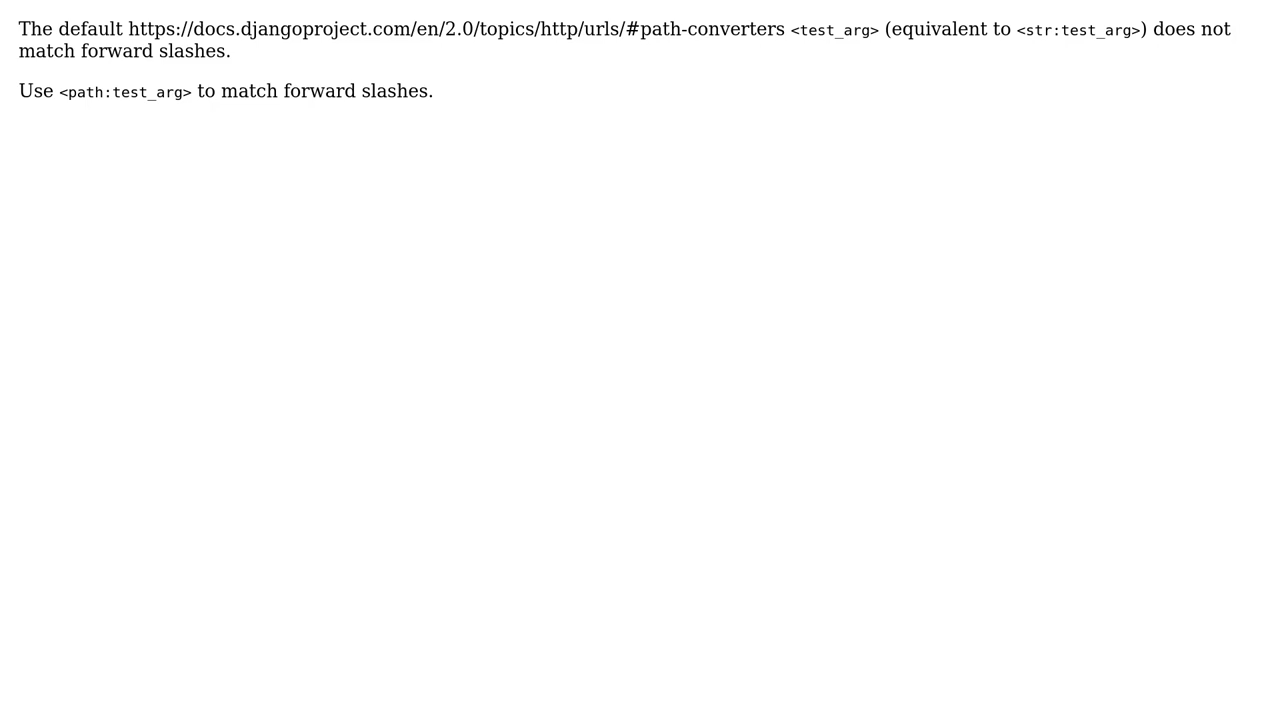 The default https://docs.djangoproject.com/en/2.0/topics/http/urls/#path-converters <test_arg> (equivalent to <str:test_arg>) does not
match forward slashes.
Use <path:test_arg> to match forward slashes.